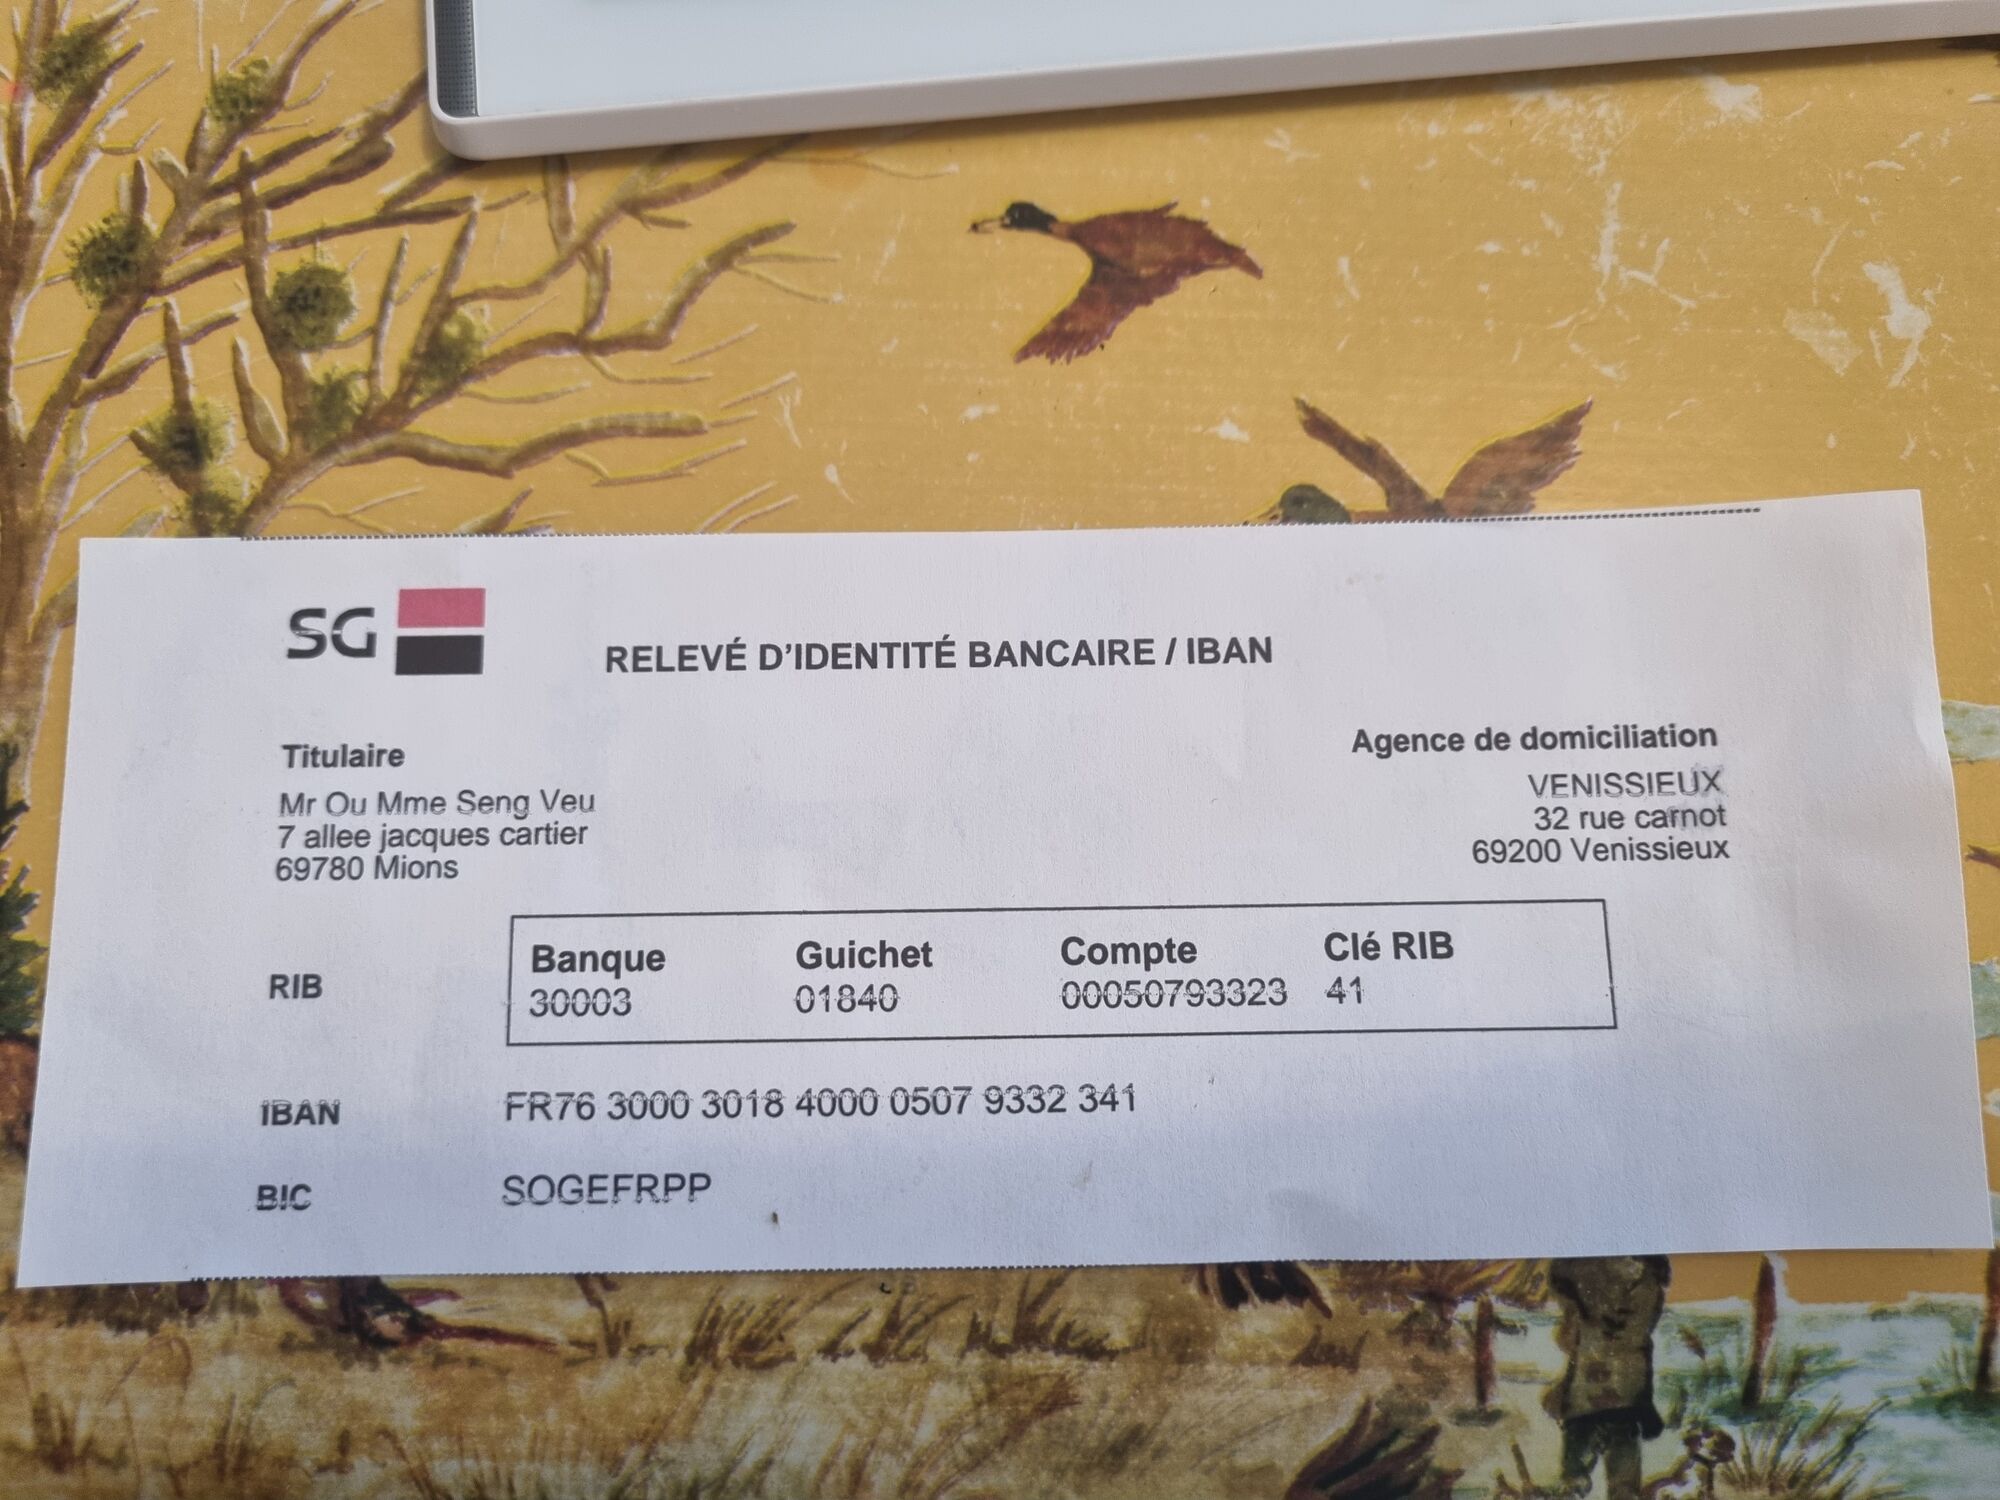 SG
RELEVÉ D'IDENTITÉ BANCAIRE / IBAN
Titulaire
Mr Ou Mme Seng Veu
7 allee jacques cartier
69780 Mions
Agence de domiciliation
VENISSIEUX
32 rue carnot
69200 Venissieux
RIB
Banque Guichet Compte Clé RIB
30003 01840 00050793323 41
IBAN FR76 3000 3018 4000 0507 9332 341
BIC SOGEFRPP